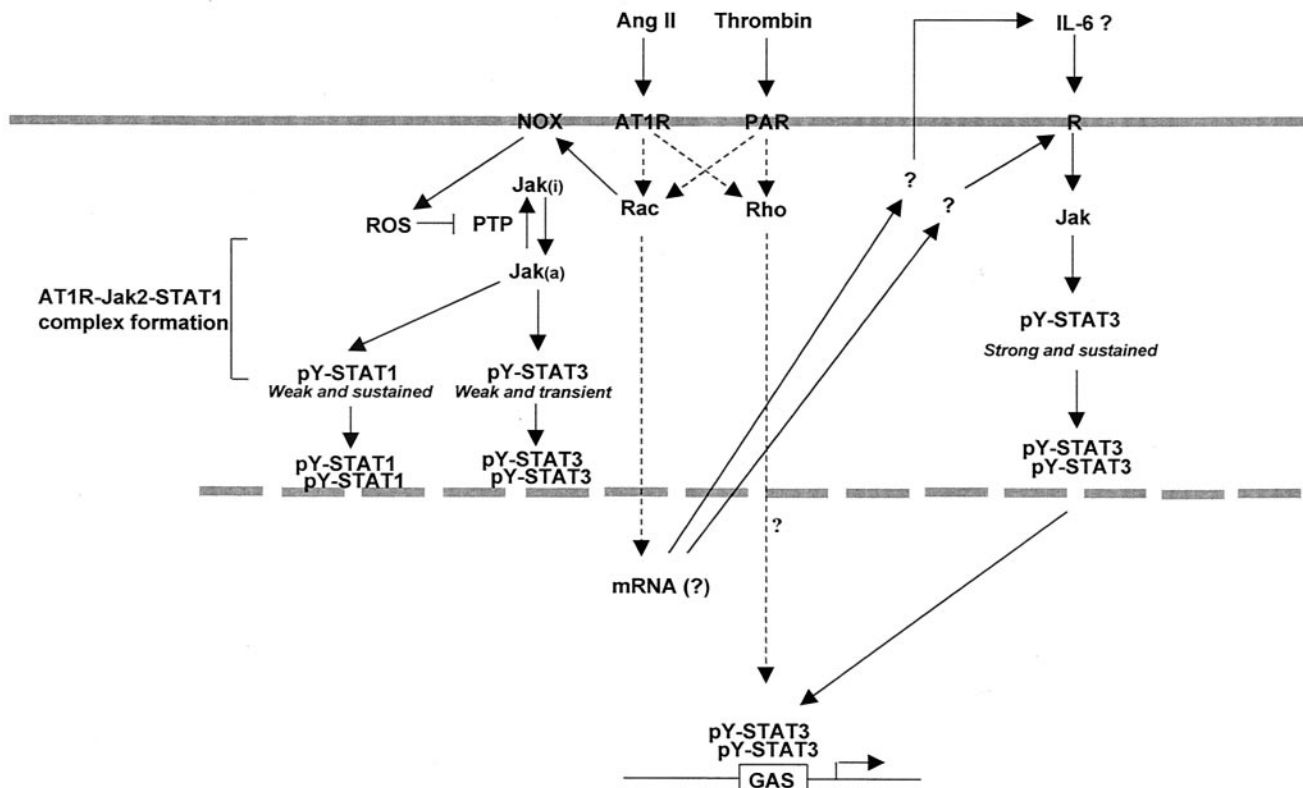 Ang II
Thrombin
IL-6 ?
NOX
AT1R
PAR
R
Jak(i)
?
?
ROS
PTP
Rac
Rho
Jak
Jak(a)
AT1R-Jak2-STAT1
complex formation
pY-STAT3
Strong and sustained
pY-STAT1
Weak and sustained
pY-STAT3
Weak and transient
pY-STAT1
pY-STAT1
pY-STAT3
pY-STAT3
pY-STAT3
pY-STAT3
?
mRNA (?)
pY-STAT3
pY-STAT3
GAS